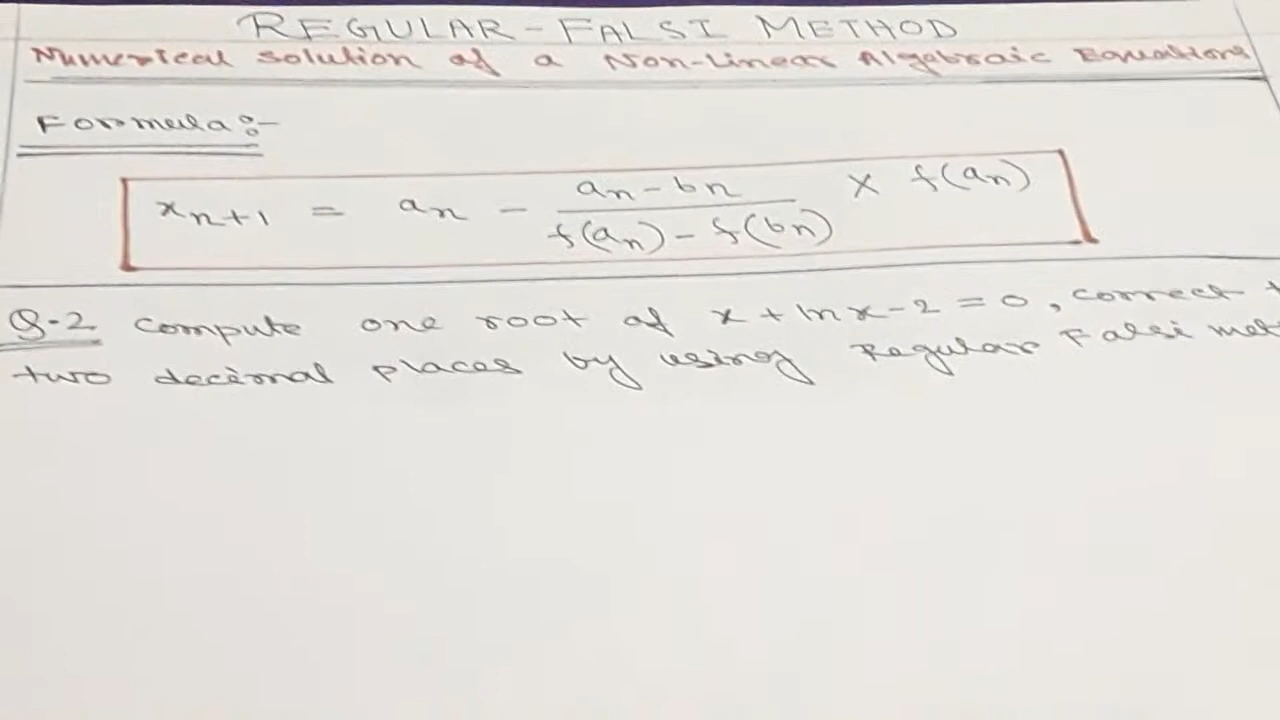 REGULAR-FALSI METHOD
Numerical Solution of a Non-Linear Algebraic Equations
Formula:-
xn+1 = an - (an - bn)/(f(an) - f(bn)) × f(an)
Q-2 Compute one root of x + ln x - 2 = 0, correct t
two decimal places by using Regular Falsi met